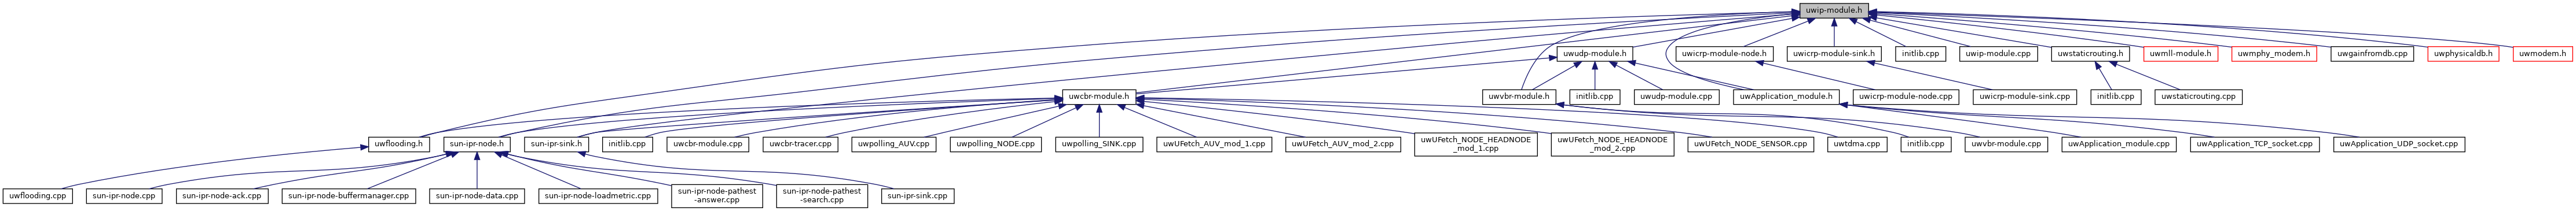 uwip-module.h
uwudp-module.h
uwicrp-module-node.h
uwicrp-module-sink.h
initlib.cpp
uwip-module.cpp
uwstaticrouting.h
uwmll-module.h
uwmphy_modem.h
uwgainfromdb.cpp
uwphysicaldb.h
uwmodem.h
uwcbr-module.h
uwvbr-module.h
initlib.cpp
uwudp-module.cpp
uwApplication_module.h
uwicrp-module-node.cpp
uwicrp-module-sink.cpp
initlib.cpp
uwstaticrouting.cpp
uwflooding.h
sun-ipr-node.h
sun-ipr-sink.h
initlib.cpp
uwcbr-module.cpp
uwcbr-tracer.cpp
uwpolling_AUV.cpp
uwpolling_NODE.cpp
uwpolling_SINK.cpp
uwUFetch_AUV_mod_1.cpp
uwUFetch_AUV_mod_2.cpp
uwUFetch_NODE_HEADNODE
_mod_1.cpp
uwUFetch_NODE_HEADNODE
_mod_2.cpp
uwUFetch_NODE_SENSOR.cpp
uwtdma.cpp
initlib.cpp
uwvbr-module.cpp
uwApplication_module.cpp
uwApplication_TCP_socket.cpp
uwApplication_UDP_socket.cpp
uwflooding.cpp
sun-ipr-node.cpp
sun-ipr-node-ack.cpp
sun-ipr-node-buffermanager.cpp
sun-ipr-node-data.cpp
sun-ipr-node-loadmetric.cpp
sun-ipr-node-pathest
-answer.cpp
sun-ipr-node-pathest
-search.cpp
sun-ipr-sink.cpp